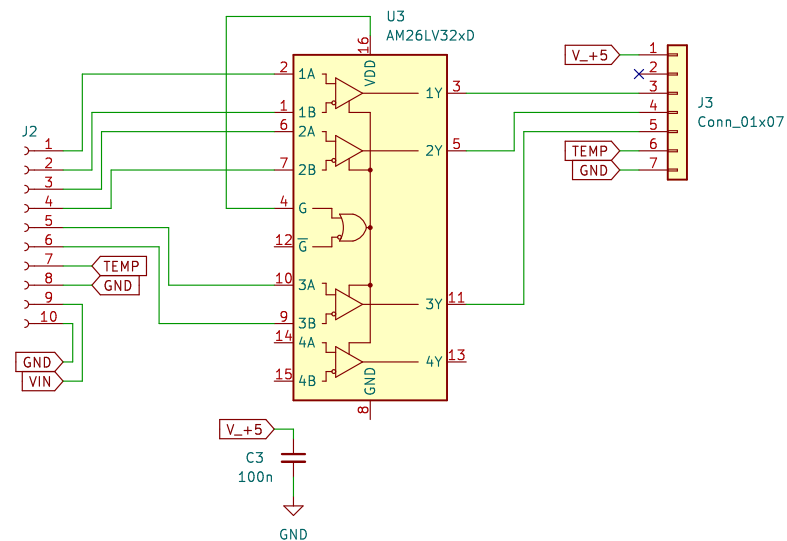 U3
AM26LV32xD
16
VDD
2
1A
1
1B
6
2A
7
2B
4
G
12
G
10
3A
9
3B
14
4A
15
4B
GND
8
1Y
3
2Y
5
3Y
11
4Y
13
J2
1
2
3
4
5
6
7
8
9
10
TEMP
GND
GND
VIN
V_+5
1
2
3
4
5
6
7
TEMP
GND
J3
Conn_01x07
V_+5
C3
100n
GND